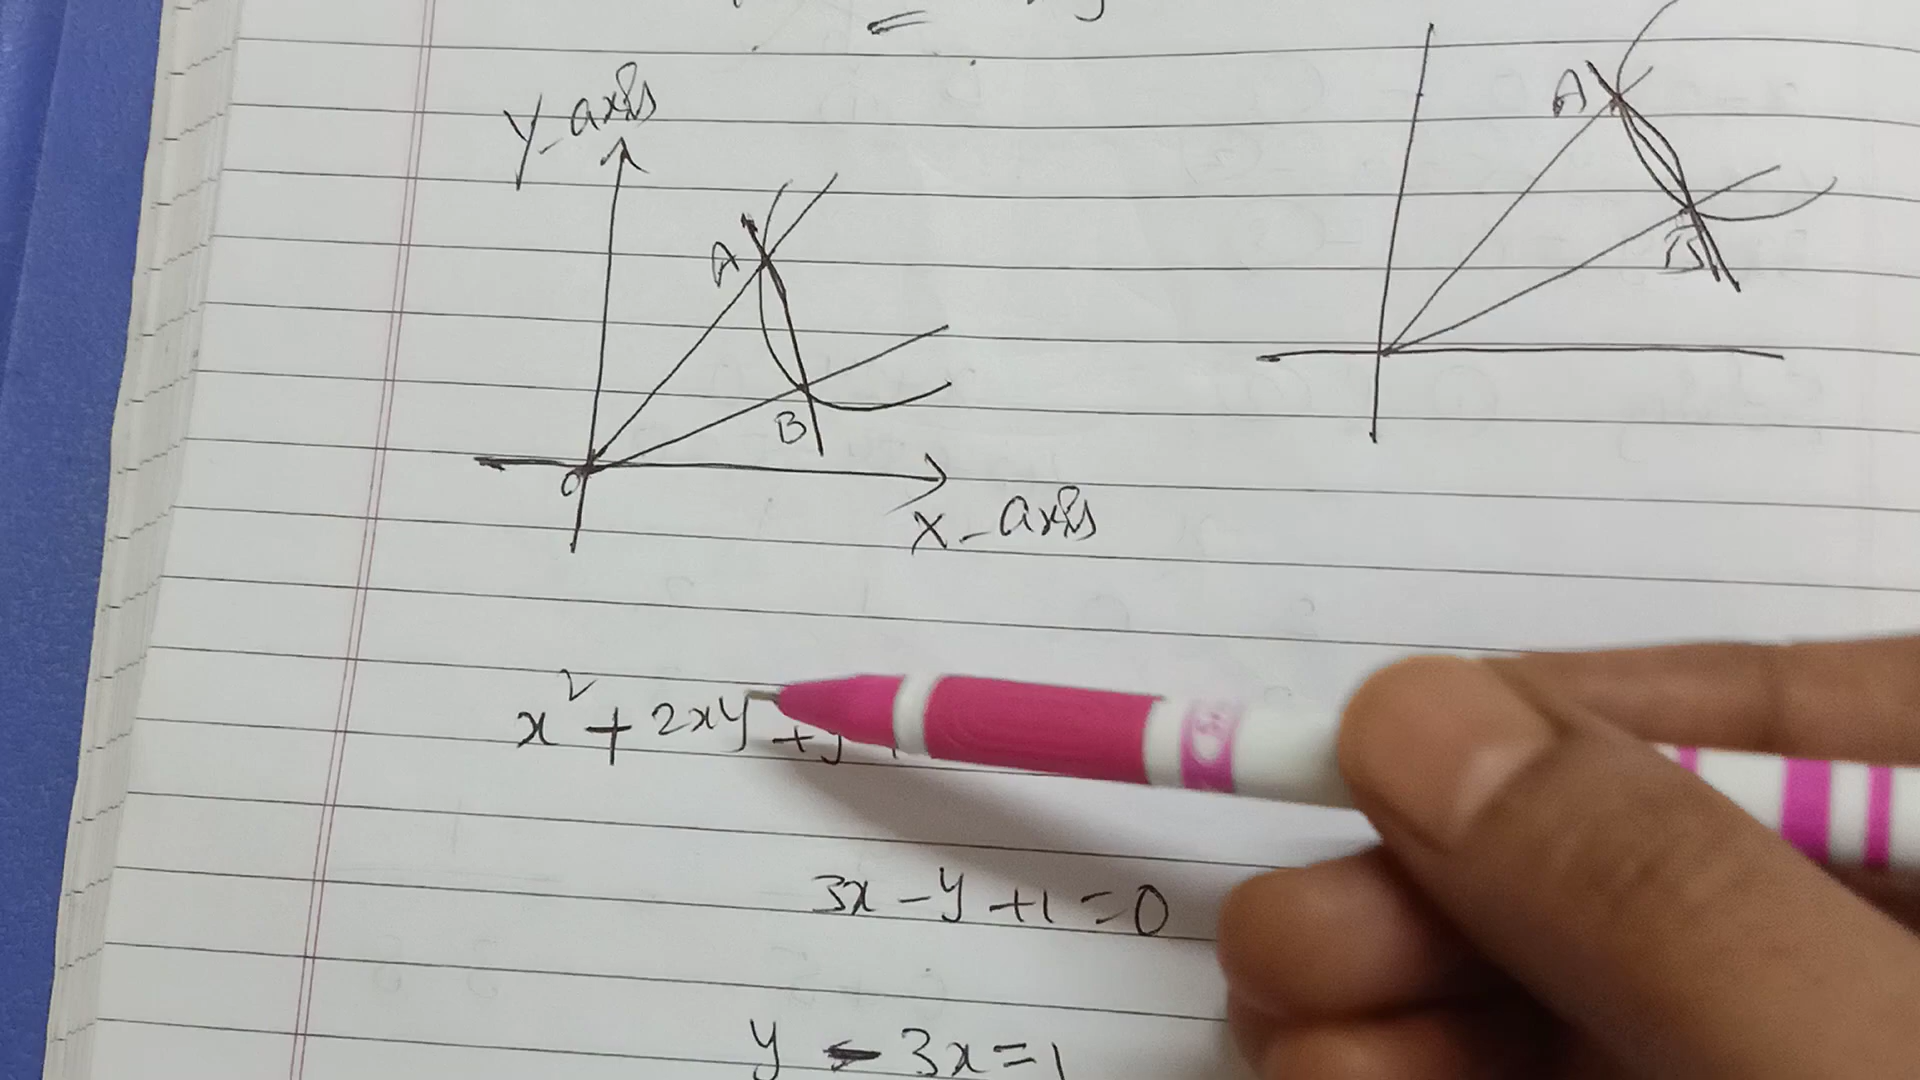 y-axis
A
A
B
B
O
x-axis
x² + 2xy + y
3x - y + 1 = 0
y - 3x = 1